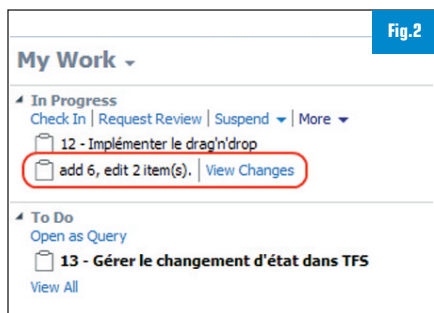 Fig.2
My Work
In Progress
Check In | Request Review | Suspend | More
12 - Implémenter le drag'n'drop
add 6, edit 2 item(s). | View Changes
To Do
Open as Query
13 - Gérer le changement d'état dans TFS
View All